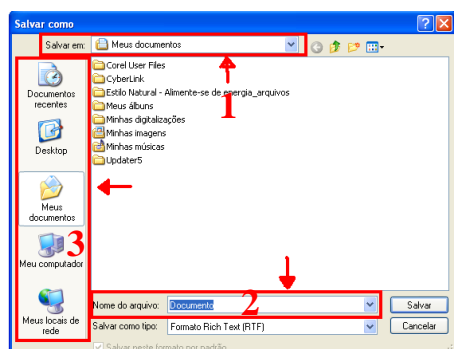 Salvar como
Salvar em: Meus documentos
Documentos
recentes
Desktop
Meus
documentos
Meu computador
Meus locais de
rede
Corel User Files
CyberLink
Estilo Natural - Alimente-se de energia_arquivos
Meus álbuns
Minhas digitalizações
Minhas imagens
Minhas músicas
Updater5
1
3
2
Nome do arquivo: Documento
Salvar
Salvar como tipo: Formato Rich Text (RTF)
Cancelar
Salvar neste formato por padrão